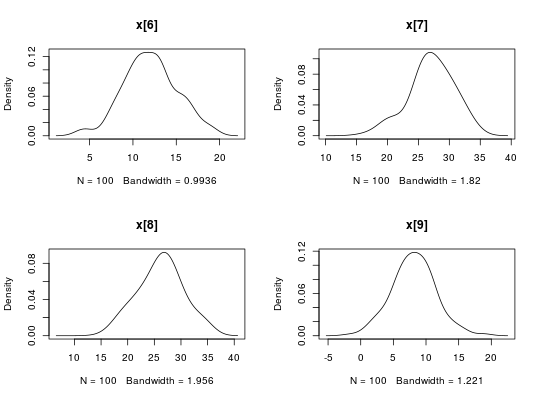 x[6]
Density
0.00 0.06 0.12
5 10 15 20
N = 100 Bandwidth = 0.9936
x[7]
Density
0.00 0.04 0.08
10 15 20 25 30 35 40
N = 100 Bandwidth = 1.82
x[8]
Density
0.00 0.04 0.08
10 15 20 25 30 35 40
N = 100 Bandwidth = 1.956
x[9]
Density
0.00 0.06 0.12
-5 0 5 10 15 20
N = 100 Bandwidth = 1.221